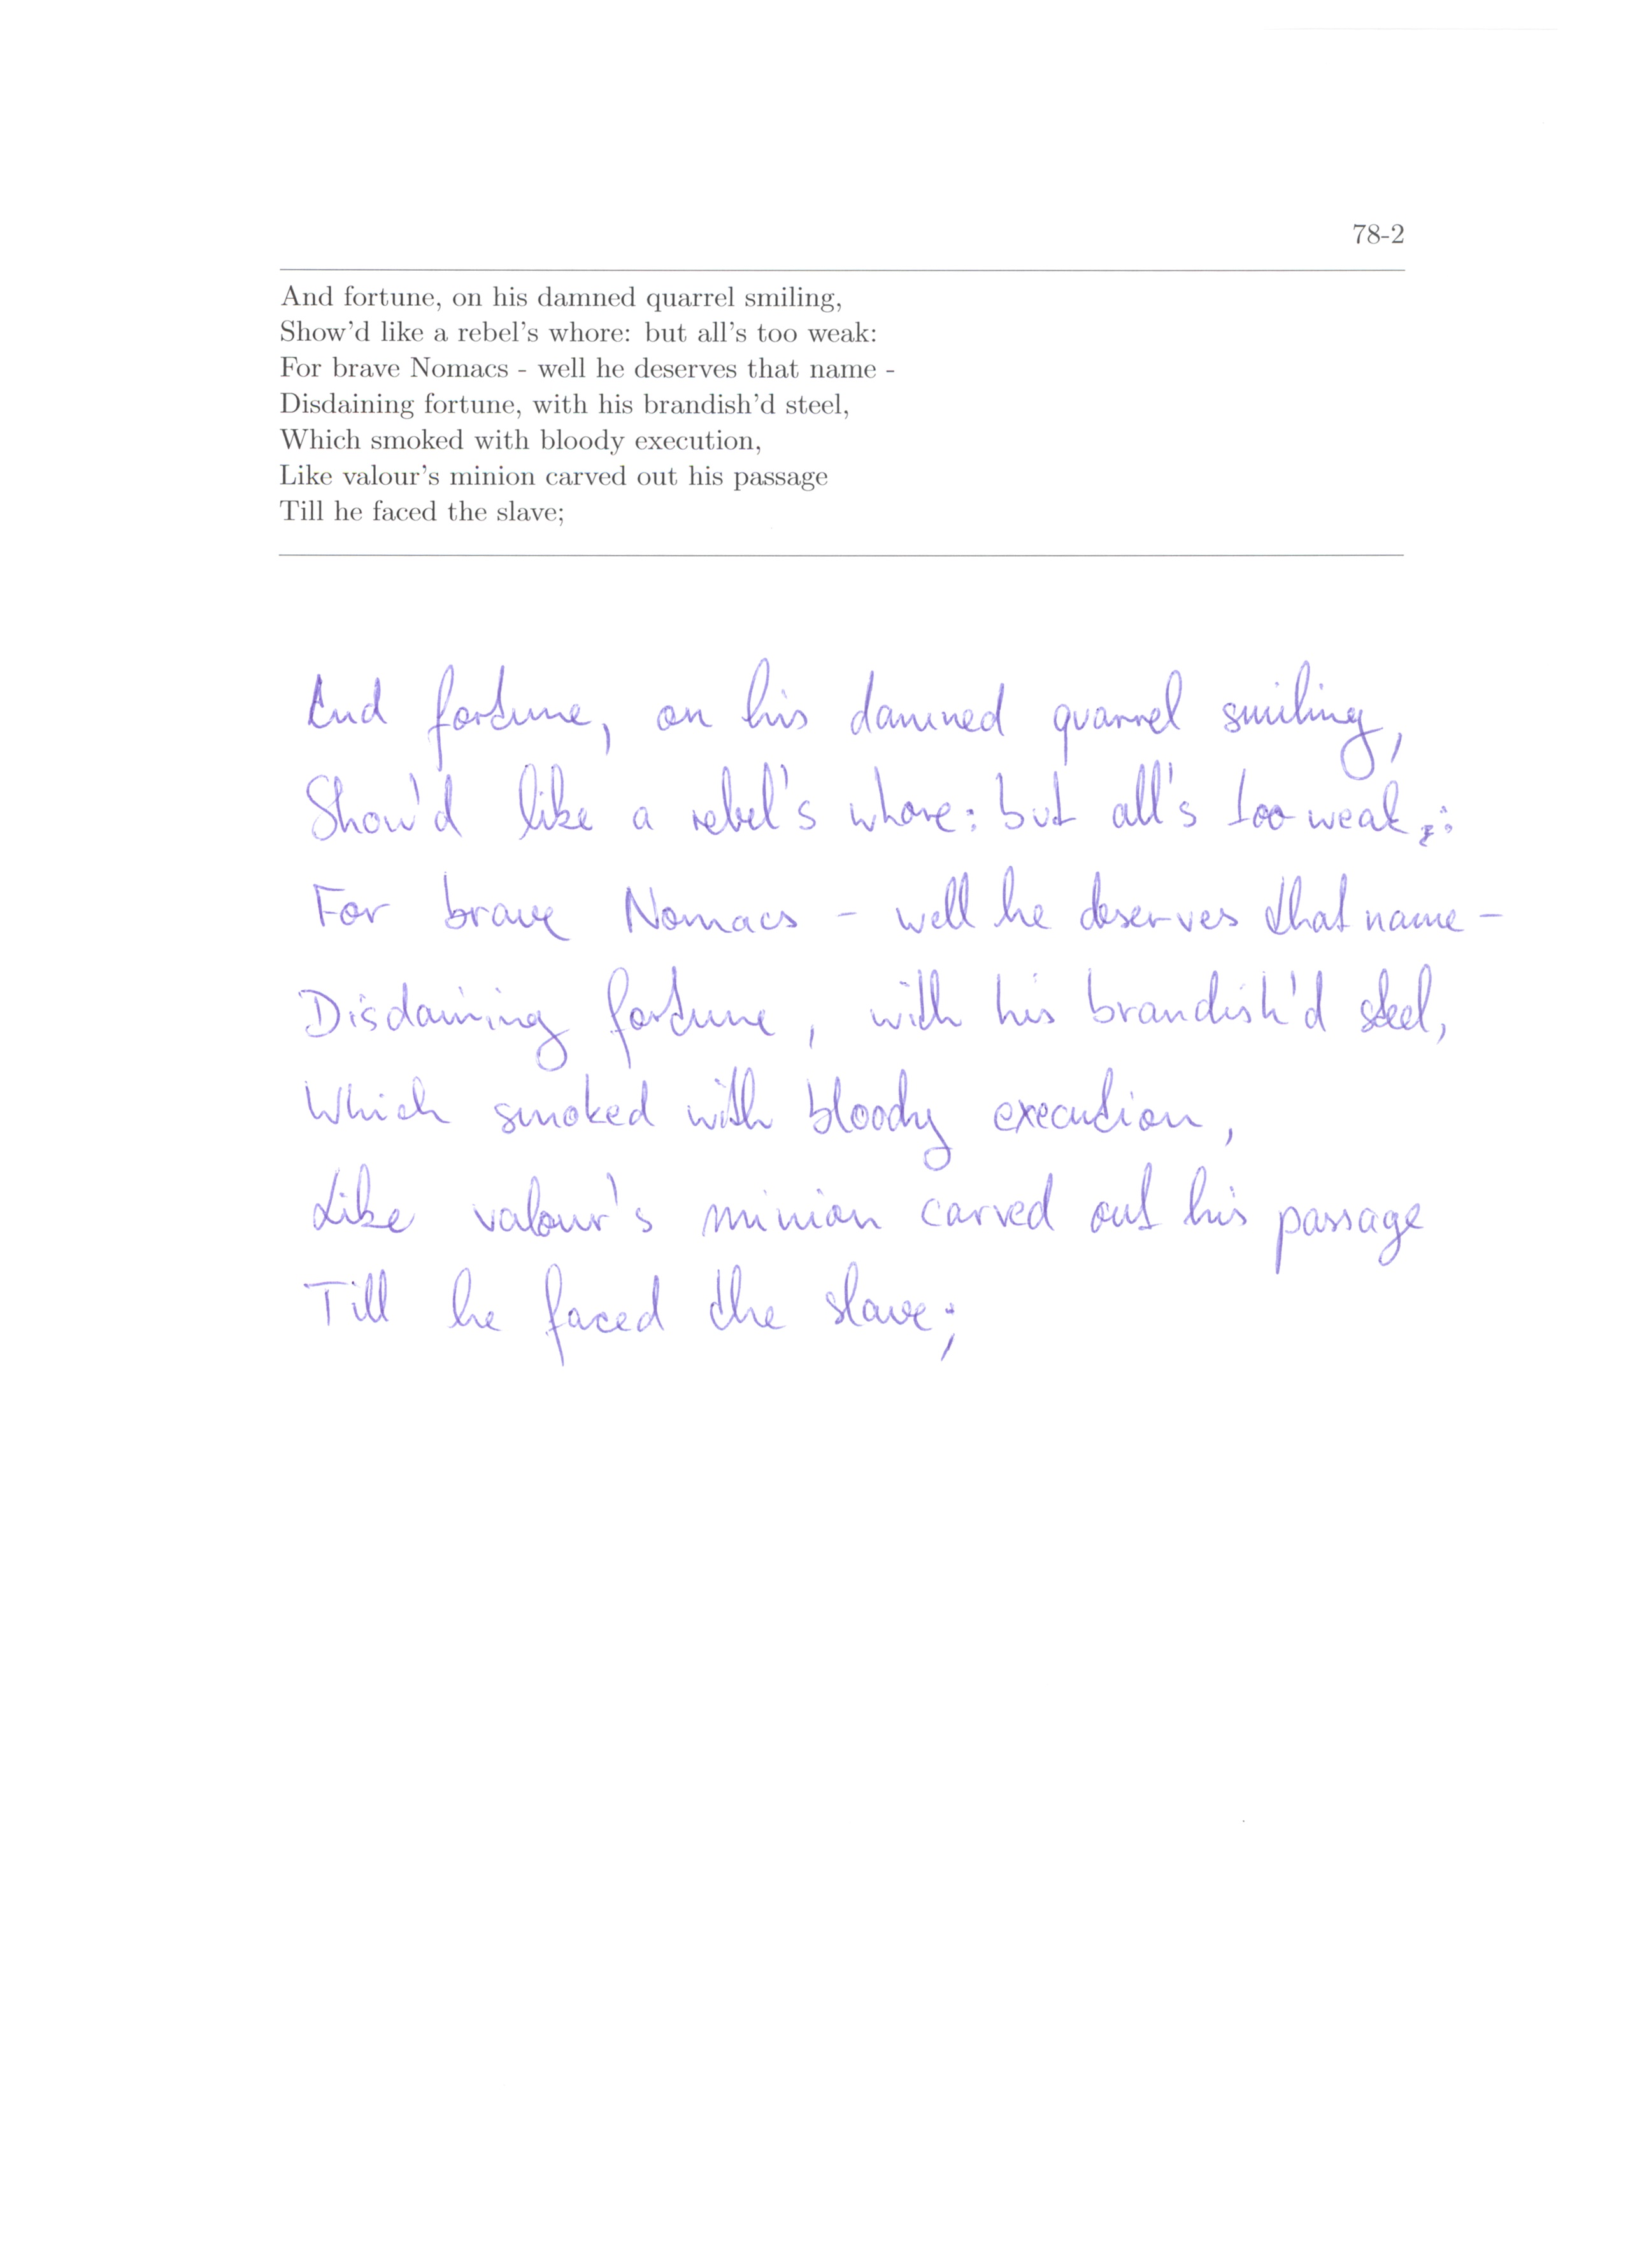 78-2
And fortune, on his damned quarrel smiling,
Show'd like a rebel's whore: but all's too weak:
For brave Nomacs - well he deserves that name -
Disdaining fortune, with his brandish'd steel,
Which smoked with bloody execution,
Like valour's minion carved out his passage
Till he faced the slave;
And fortune, on his damned quarrel smiling,
Show'd like a rebel's whore: but all's too weak:
For brave Nomacs - well he deserves that name -
Disdaining fortune, with his brandish'd steel,
Which smoked with bloody execution,
Like valour's minion carved out his passage
Till he faced the slave;